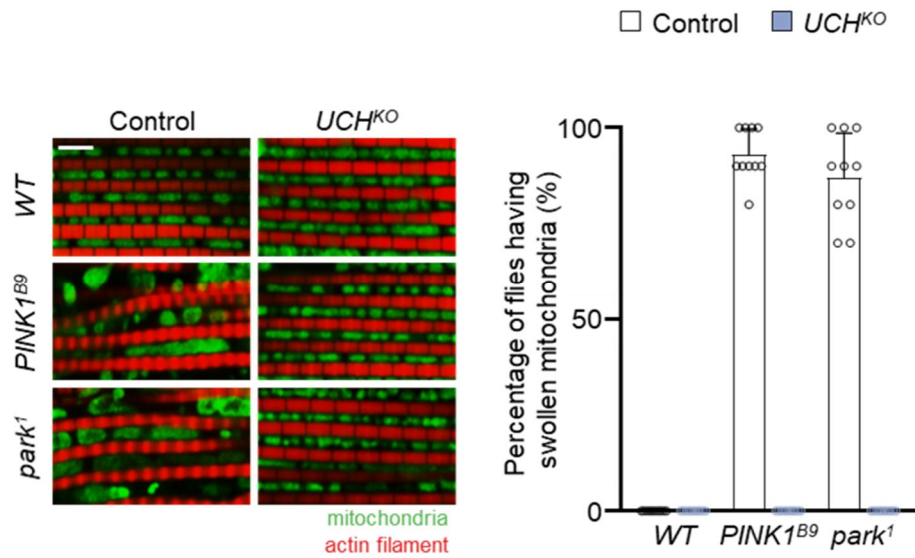 Control UCH^KO
Control UCH^KO
WT
PINK1^B9
park^1
mitochondria
actin filament
Percentage of flies having
swollen mitochondria (%)
100
50
0
WT PINK1^B9 park^1